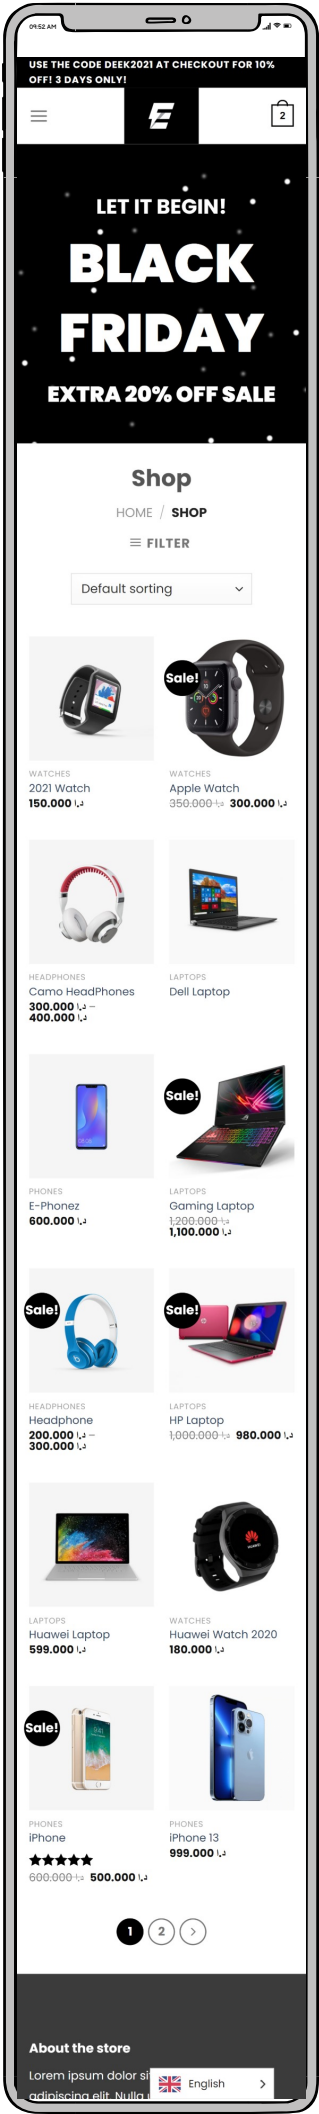 09:52 AM
USE THE CODE DEEK2021 AT CHECKOUT FOR 10%
OFF! 3 DAYS ONLY!
2
LET IT BEGIN!
BLACK
FRIDAY
EXTRA 20% OFF SALE
Shop
HOME / SHOP
FILTER
Default sorting
Sale!
WATCHES
2021 Watch
150.000 د.ا
WATCHES
Apple Watch
350.000 د.ا 300.000 د.ا
HEADPHONES
Camo HeadPhones
300.000 د.ا –
400.000 د.ا
LAPTOPS
Dell Laptop
PHONES
E-Phonez
600.000 د.ا
Sale!
LAPTOPS
Gaming Laptop
1,200.000 د.ا
1,100.000 د.ا
Sale!
HEADPHONES
Headphone
200.000 د.ا –
300.000 د.ا
Sale!
LAPTOPS
HP Laptop
1,000.000 د.ا 980.000 د.ا
LAPTOPS
Huawei Laptop
599.000 د.ا
HUAWEI
WATCHES
Huawei Watch 2020
180.000 د.ا
Sale!
PHONES
iPhone
600.000 د.ا 500.000 د.ا
PHONES
iPhone 13
999.000 د.ا
1 2
About the store
Lorem ipsum dolor si
English
adipiscing elit. Nulla